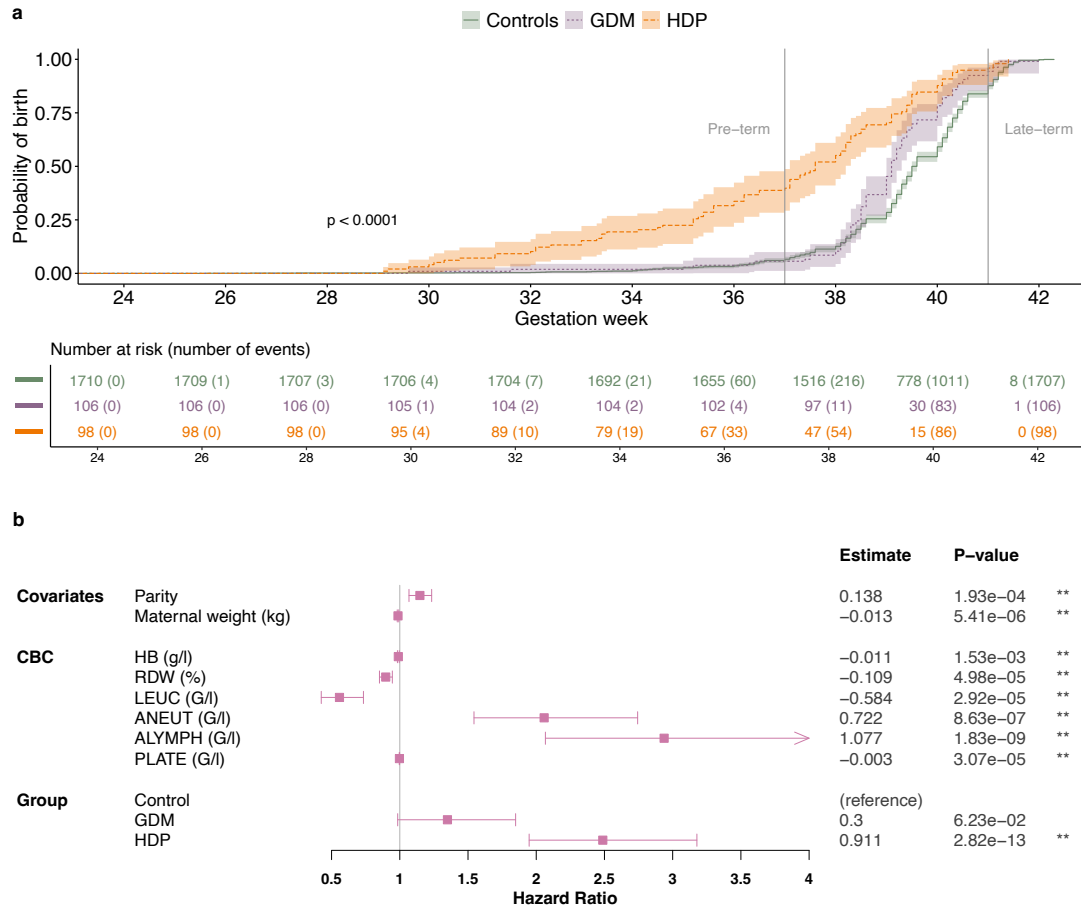 a
Controls GDM HDP
Probability of birth
1.00
0.75
0.50
0.25
0.00
Pre−term
Late−term
p < 0.0001
24 26 28 30 32 34 36 38 40 42
Gestation week
Number at risk (number of events)
1710 (0) 1709 (1) 1707 (3) 1706 (4) 1704 (7) 1692 (21) 1655 (60) 1516 (216) 778 (1011) 8 (1707)
106 (0) 106 (0) 106 (0) 105 (1) 104 (2) 104 (2) 102 (4) 97 (11) 30 (83) 1 (106)
98 (0) 98 (0) 98 (0) 95 (4) 89 (10) 79 (19) 67 (33) 47 (54) 15 (86) 0 (98)
24 26 28 30 32 34 36 38 40 42
b
Estimate P−value
Covariates Parity 0.138 1.93e−04 **
Maternal weight (kg) −0.013 5.41e−06 **
CBC HB (g/l) −0.011 1.53e−03 **
RDW (%) −0.109 4.98e−05 **
LEUC (G/l) −0.584 2.92e−05 **
ANEUT (G/l) 0.722 8.63e−07 **
ALYMPH (G/l) 1.077 1.83e−09 **
PLATE (G/l) −0.003 3.07e−05 **
Group Control (reference)
GDM 0.3 6.23e−02
HDP 0.911 2.82e−13 **
0.5 1 1.5 2 2.5 3 3.5 4
Hazard Ratio